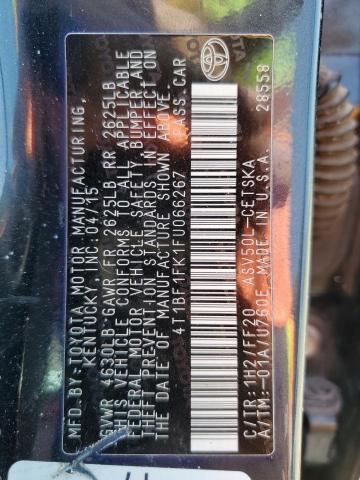 MFD. BY: TOYOTA MOTOR MANUFACTURING,
KENTUCKY, INC. 04/15
GVWR 4630LB GAWR FR 2625LB RR 2625LB
THIS VEHICLE CONFORMS TO ALL APPLICABLE
FEDERAL MOTOR VEHICLE SAFETY, BUMPER AND
THEFT PREVENTION STANDARDS IN EFFECT ON
THE DATE OF MANUFACTURE SHOWN ABOVE.
4T1BF1FK1FU066267 PASS.CAR
C/TR:1H2/FF20 ASV50L-CETSKA
A/TM:-01A/U760E MADE IN U.S.A. 28558